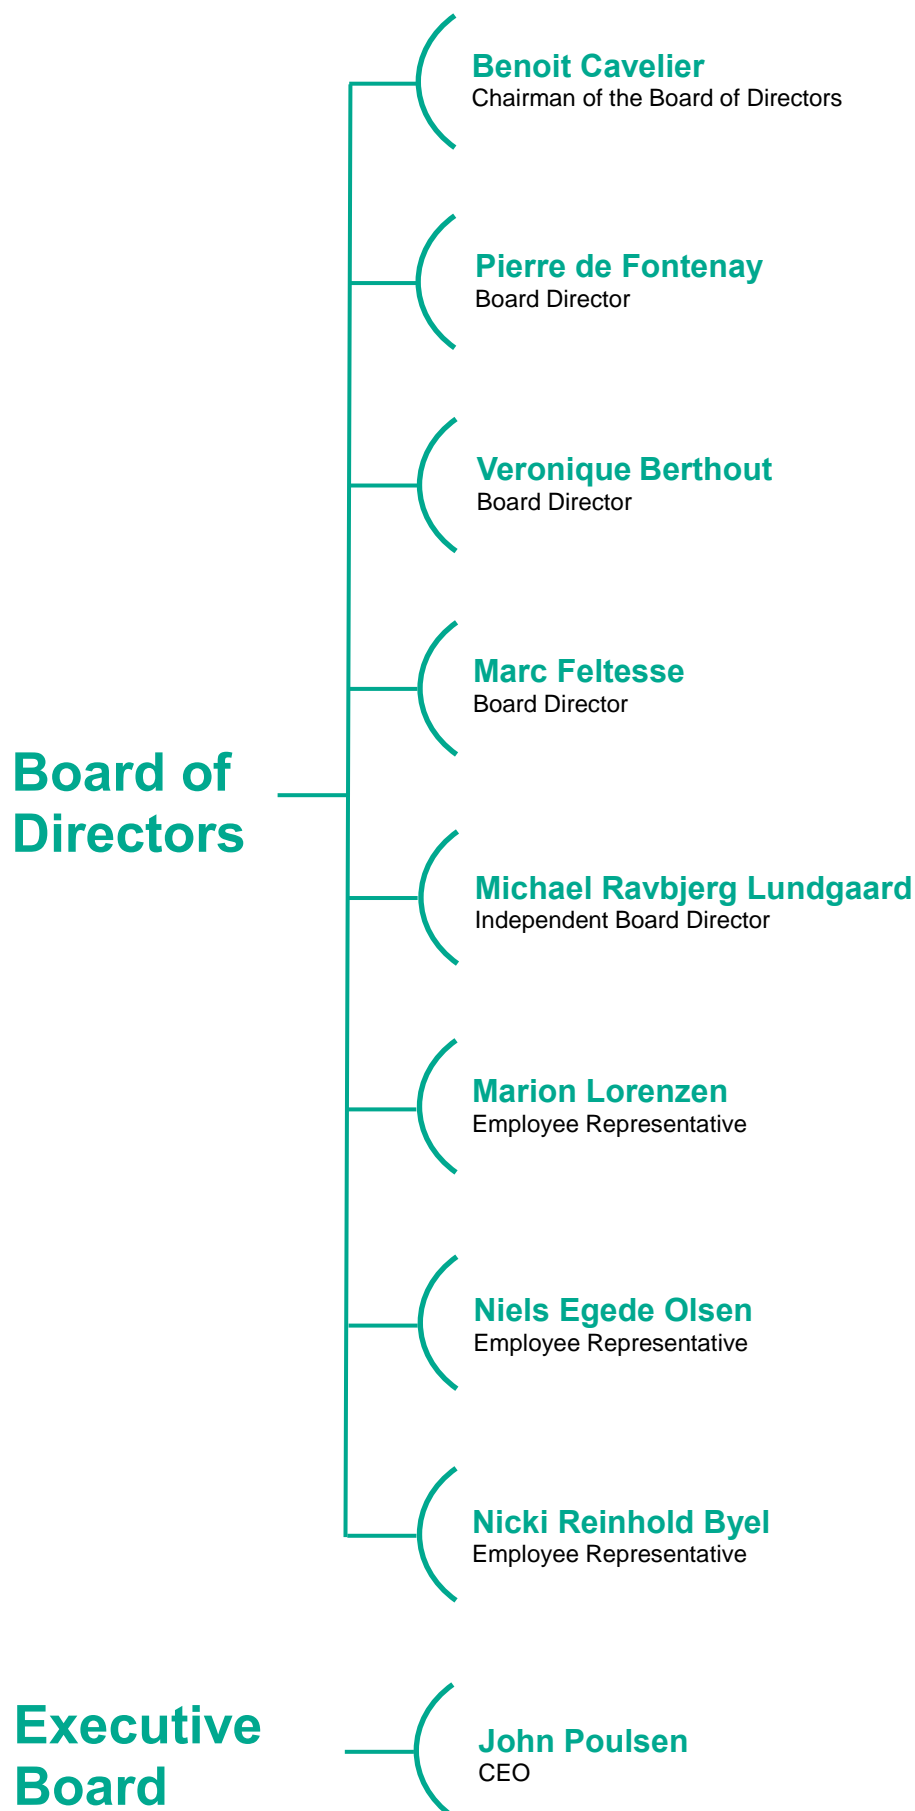 Benoit Cavelier
Chairman of the Board of Directors
Pierre de Fontenay
Board Director
Veronique Berthout
Board Director
Marc Feltesse
Board Director
Board of
Directors
Michael Ravbjerg Lundgaard
Independent Board Director
Marion Lorenzen
Employee Representative
Niels Egede Olsen
Employee Representative
Nicki Reinhold Byel
Employee Representative
Executive
Board
John Poulsen
CEO